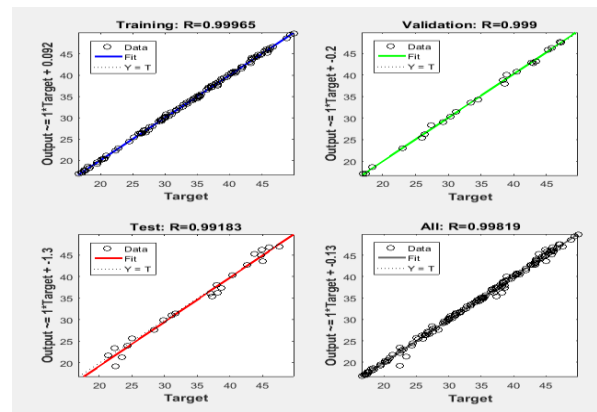 Training: R=0.99965
Output ~= 1*Target + 0.092
45
40
35
30
25
20
Data
Fit
Y = T
20 25 30 35 40 45
Target
Validation: R=0.999
Output ~= 1*Target + -0.2
45
40
35
30
25
20
Data
Fit
Y = T
20 25 30 35 40 45
Target
Test: R=0.99183
Output ~= 1*Target + -1.3
45
40
35
30
25
20
Data
Fit
Y = T
20 25 30 35 40 45
Target
All: R=0.99819
Output ~= 1*Target + -0.13
45
40
35
30
25
20
Data
Fit
Y = T
20 25 30 35 40 45
Target